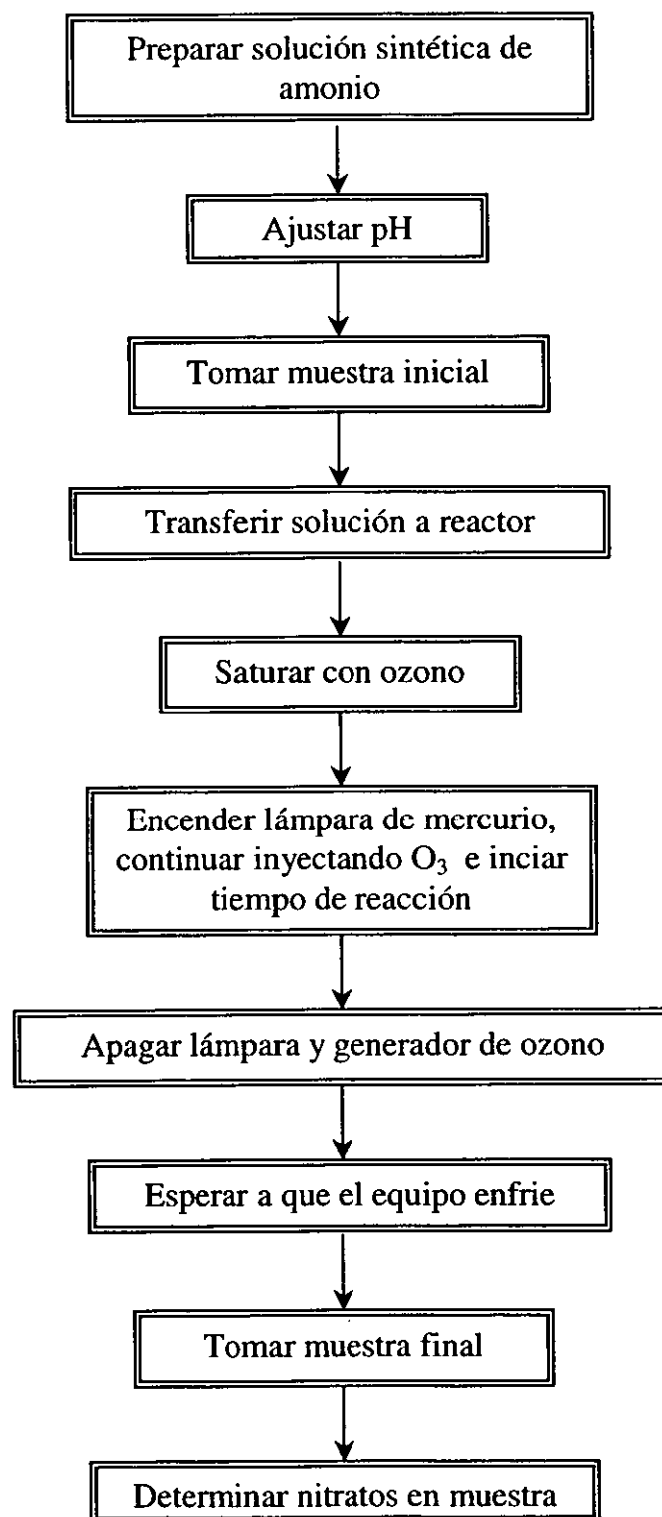 Preparar solución sintética de
amonio
Ajustar pH
Tomar muestra inicial
Transferir solución a reactor
Saturar con ozono
Encender lámpara de mercurio,
continuar inyectando O₃ e inciar
tiempo de reacción
Apagar lámpara y generador de ozono
Esperar a que el equipo enfrie
Tomar muestra final
Determinar nitratos en muestra